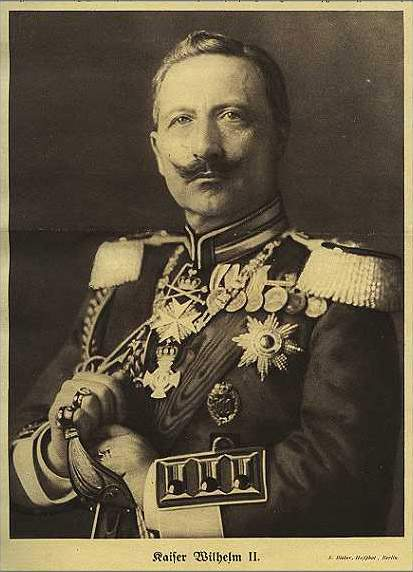 Kaiser Wilhelm II.
E. Bieber, Hofphot., Berlin.